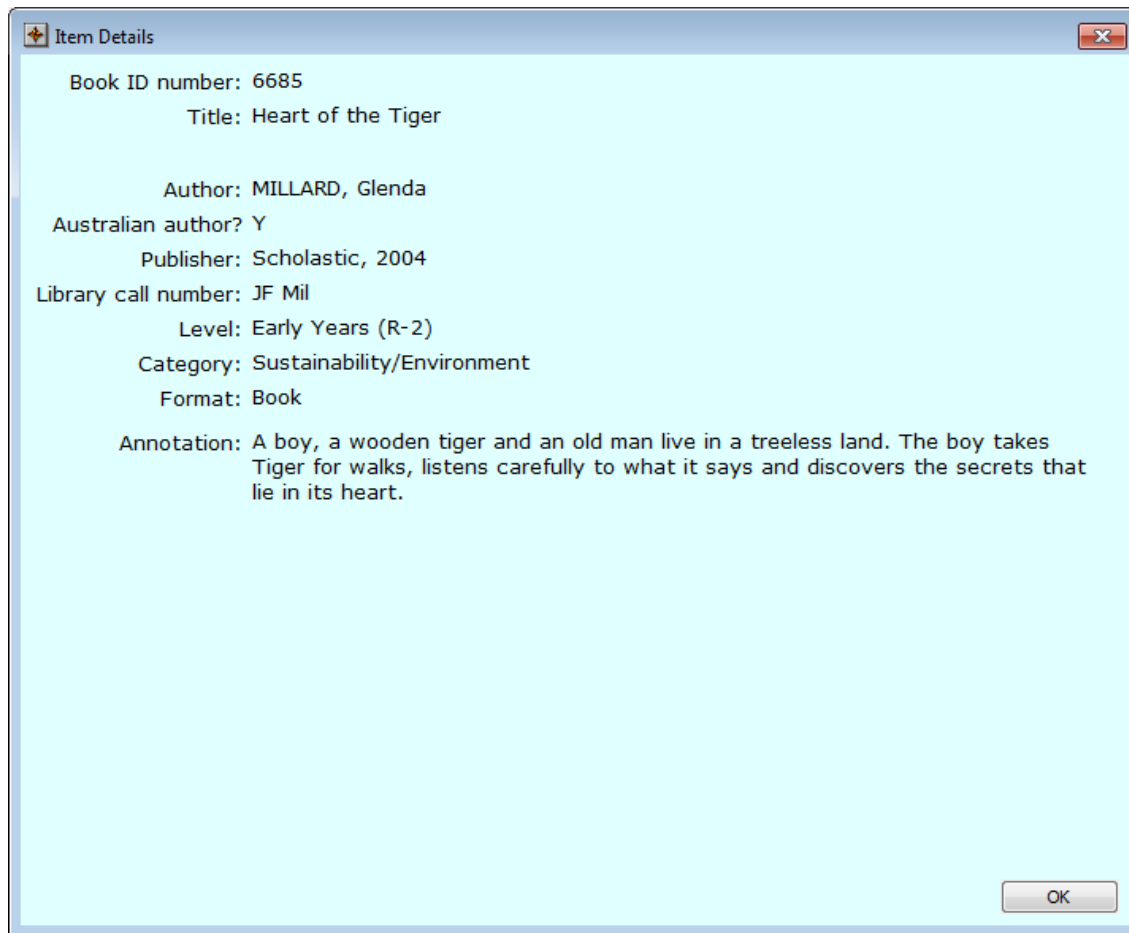 Item Details
Book ID number: 6685
Title: Heart of the Tiger
Author: MILLARD, Glenda
Australian author? Y
Publisher: Scholastic, 2004
Library call number: JF Mil
Level: Early Years (R-2)
Category: Sustainability/Environment
Format: Book
Annotation: A boy, a wooden tiger and an old man live in a treeless land. The boy takes
Tiger for walks, listens carefully to what it says and discovers the secrets that
lie in its heart.
OK